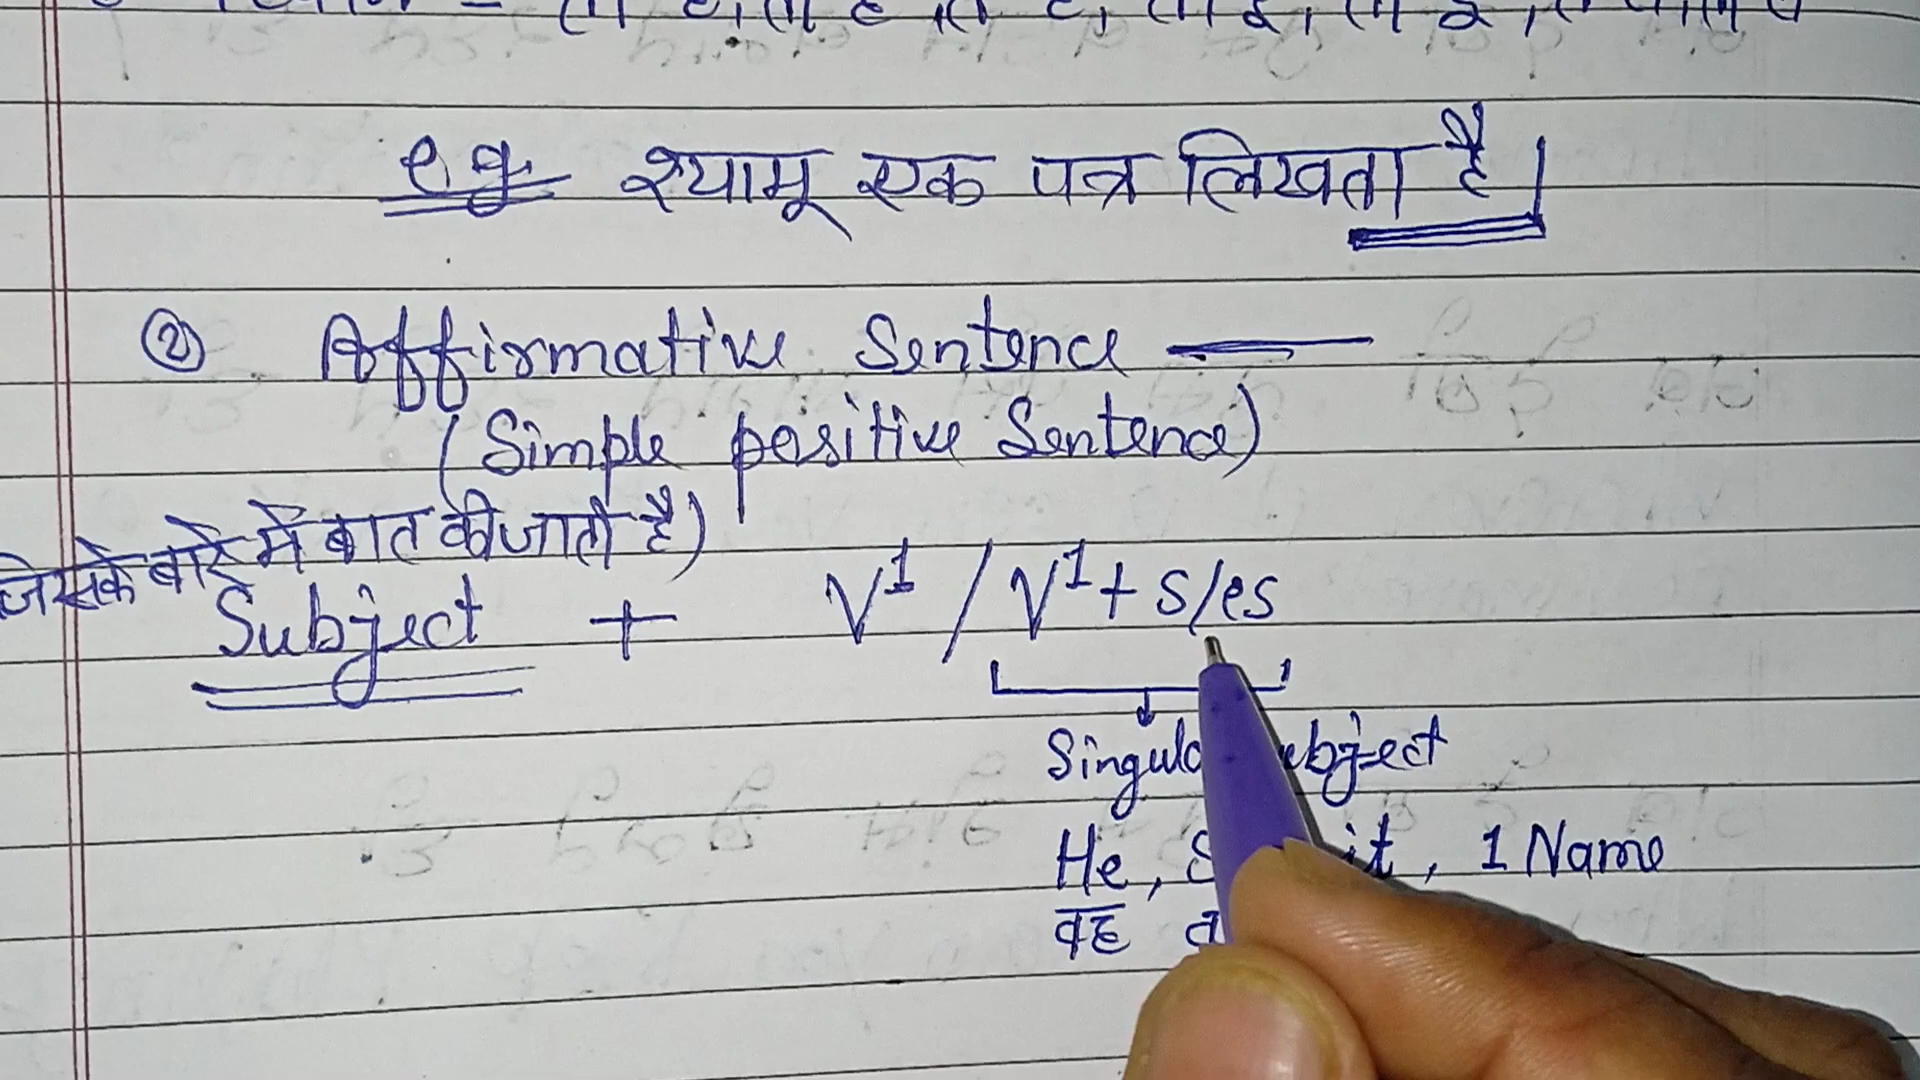 e.g. श्यामू एक पत्र लिखता है।
② Affirmative Sentence —
(Simple positive Sentence)
जिसके बारे में बात की जाती है)
Subject + V¹ / V¹ + s/es
Singular Subject
He, it, 1 Name
वह